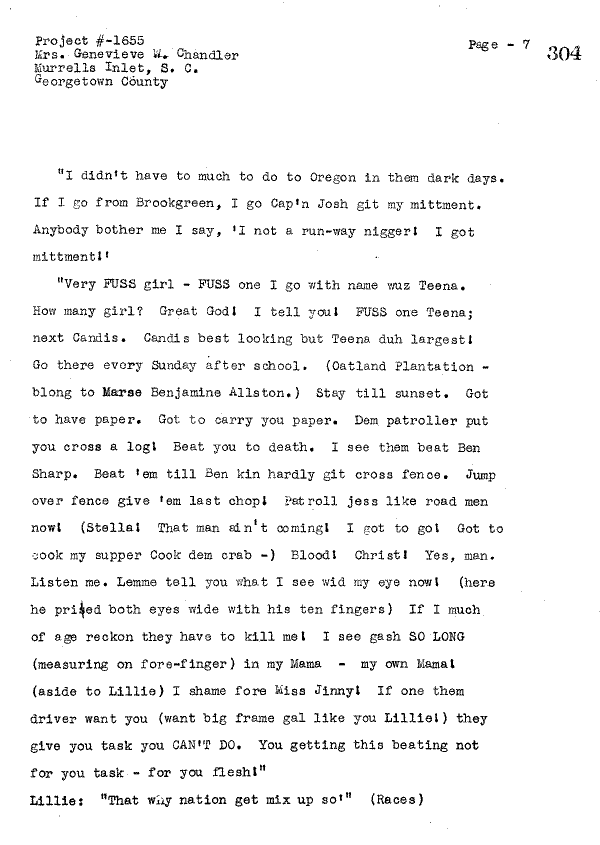 Project #-1655
Mrs. Genevieve W. Chandler
Murrells Inlet, S. C.
Georgetown County
Page - 7
304
"I didn't have to much to do to Oregon in them dark days.
If I go from Brookgreen, I go Cap'n Josh git my mittment.
Anybody bother me I say, 'I not a run-way nigger! I got
mittment!'
"Very FUSS girl - FUSS one I go with name wuz Teena.
How many girl? Great God! I tell you! FUSS one Teena;
next Candis. Candis best looking but Teena duh largest!
Go there every Sunday after school. (Oatland Plantation -
blong to Marse Benjamine Allston.) Stay till sunset. Got
to have paper. Got to carry you paper. Dem patroller put
you cross a log! Beat you to death. I see them beat Ben
Sharp. Beat 'em till Ben kin hardly git cross fence. Jump
over fence give 'em last chop! Patroll jess like road men
now! (Stella! That man ain't coming! I got to go! Got to
cook my supper Cook dem crab -) Blood! Christ! Yes, man.
Listen me. Lemme tell you what I see wid my eye now! (here
he pried both eyes wide with his ten fingers) If I much
of age reckon they have to kill me! I see gash SO LONG
(measuring on fore-finger) in my Mama - my own Mama!
(aside to Lillie) I shame fore Miss Jinny! If one them
driver want you (want big frame gal like you Lillie!) they
give you task you CAN'T DO. You getting this beating not
for you task - for you flesh!"
Lillie: "That why nation get mix up so'" (Races)